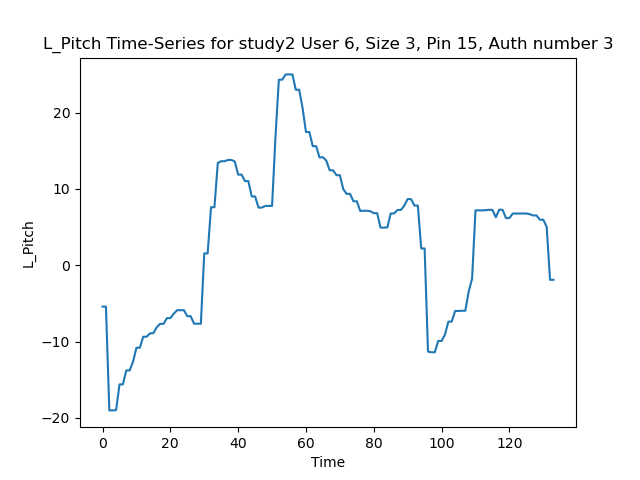 L_Pitch Time-Series for study2 User 6, Size 3, Pin 15, Auth number 3
L_Pitch
20
10
0
−10
−20
0 20 40 60 80 100 120
Time